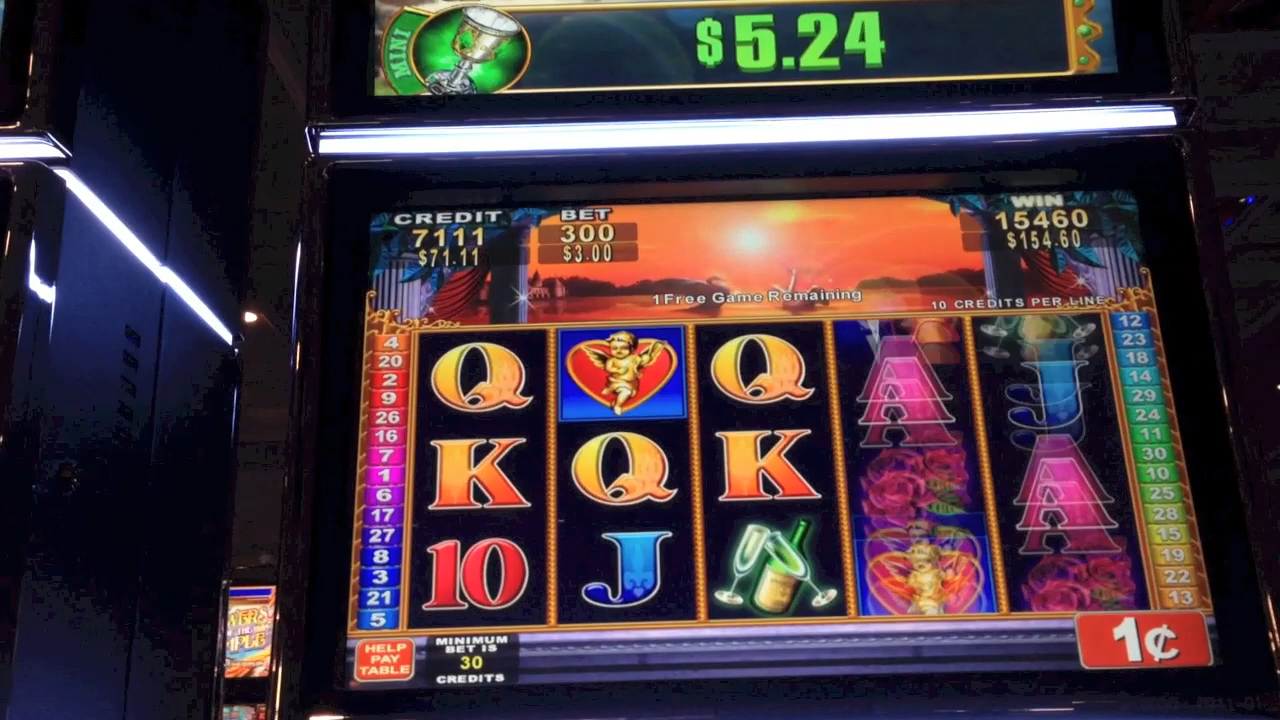 MINI
$5.24
CREDIT
7111
$71.11
BET
300
$3.00
WIN
15460
$154.60
1 Free Game Remaining
10 CREDITS PER LINE
4
20
2
9
26
16
7
1
6
17
27
8
3
21
5
Q Q A J
K Q K A
10 J
12
23
18
14
29
24
11
30
10
25
28
15
19
22
13
HELP
PAY
TABLE
MINIMUM
BET IS
30
CREDITS
1¢